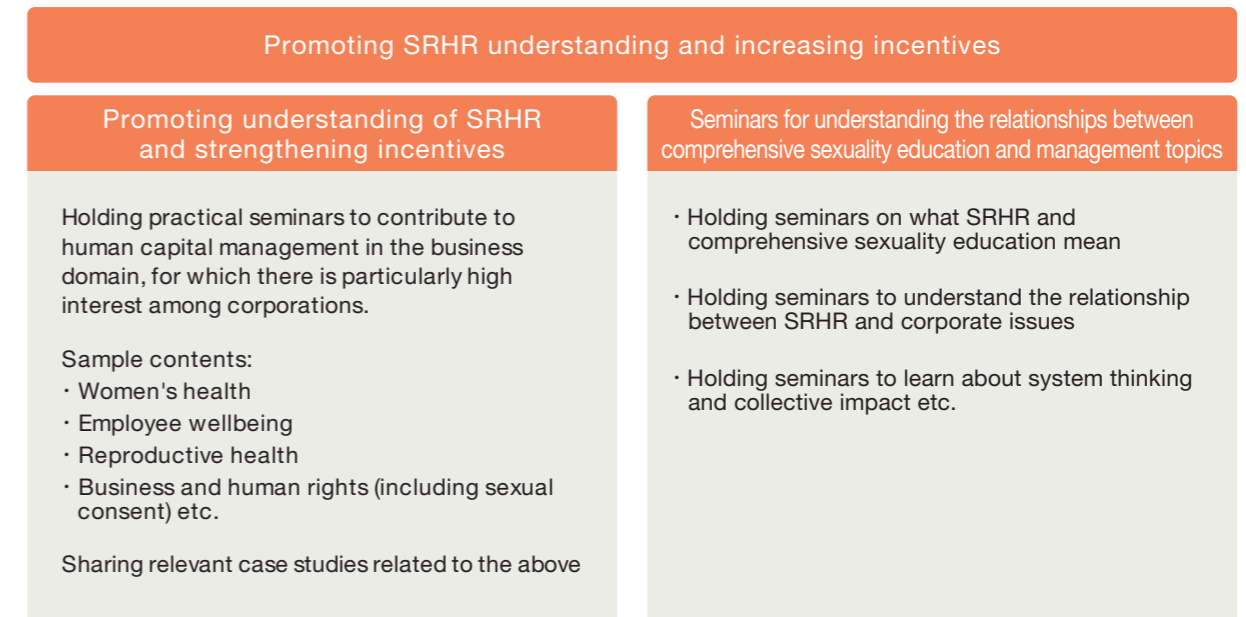 Promoting SRHR understanding and increasing incentives
Promoting understanding of SRHR
and strengthening incentives
Holding practical seminars to contribute to
human capital management in the business
domain, for which there is particularly high
interest among corporations.
Sample contents:
・Women's health
・Employee wellbeing
・Reproductive health
・Business and human rights (including sexual
consent) etc.
Sharing relevant case studies related to the above
Seminars for understanding the relationships between
comprehensive sexuality education and management topics
・Holding seminars on what SRHR and
comprehensive sexuality education mean
・Holding seminars to understand the relationship
between SRHR and corporate issues
・Holding seminars to learn about system thinking
and collective impact etc.